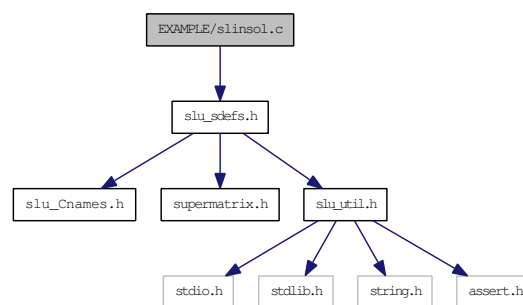 EXAMPLE/slinsol.c
slu_sdefs.h
slu_Cnames.h
supermatrix.h
slu_util.h
stdio.h
stdlib.h
string.h
assert.h